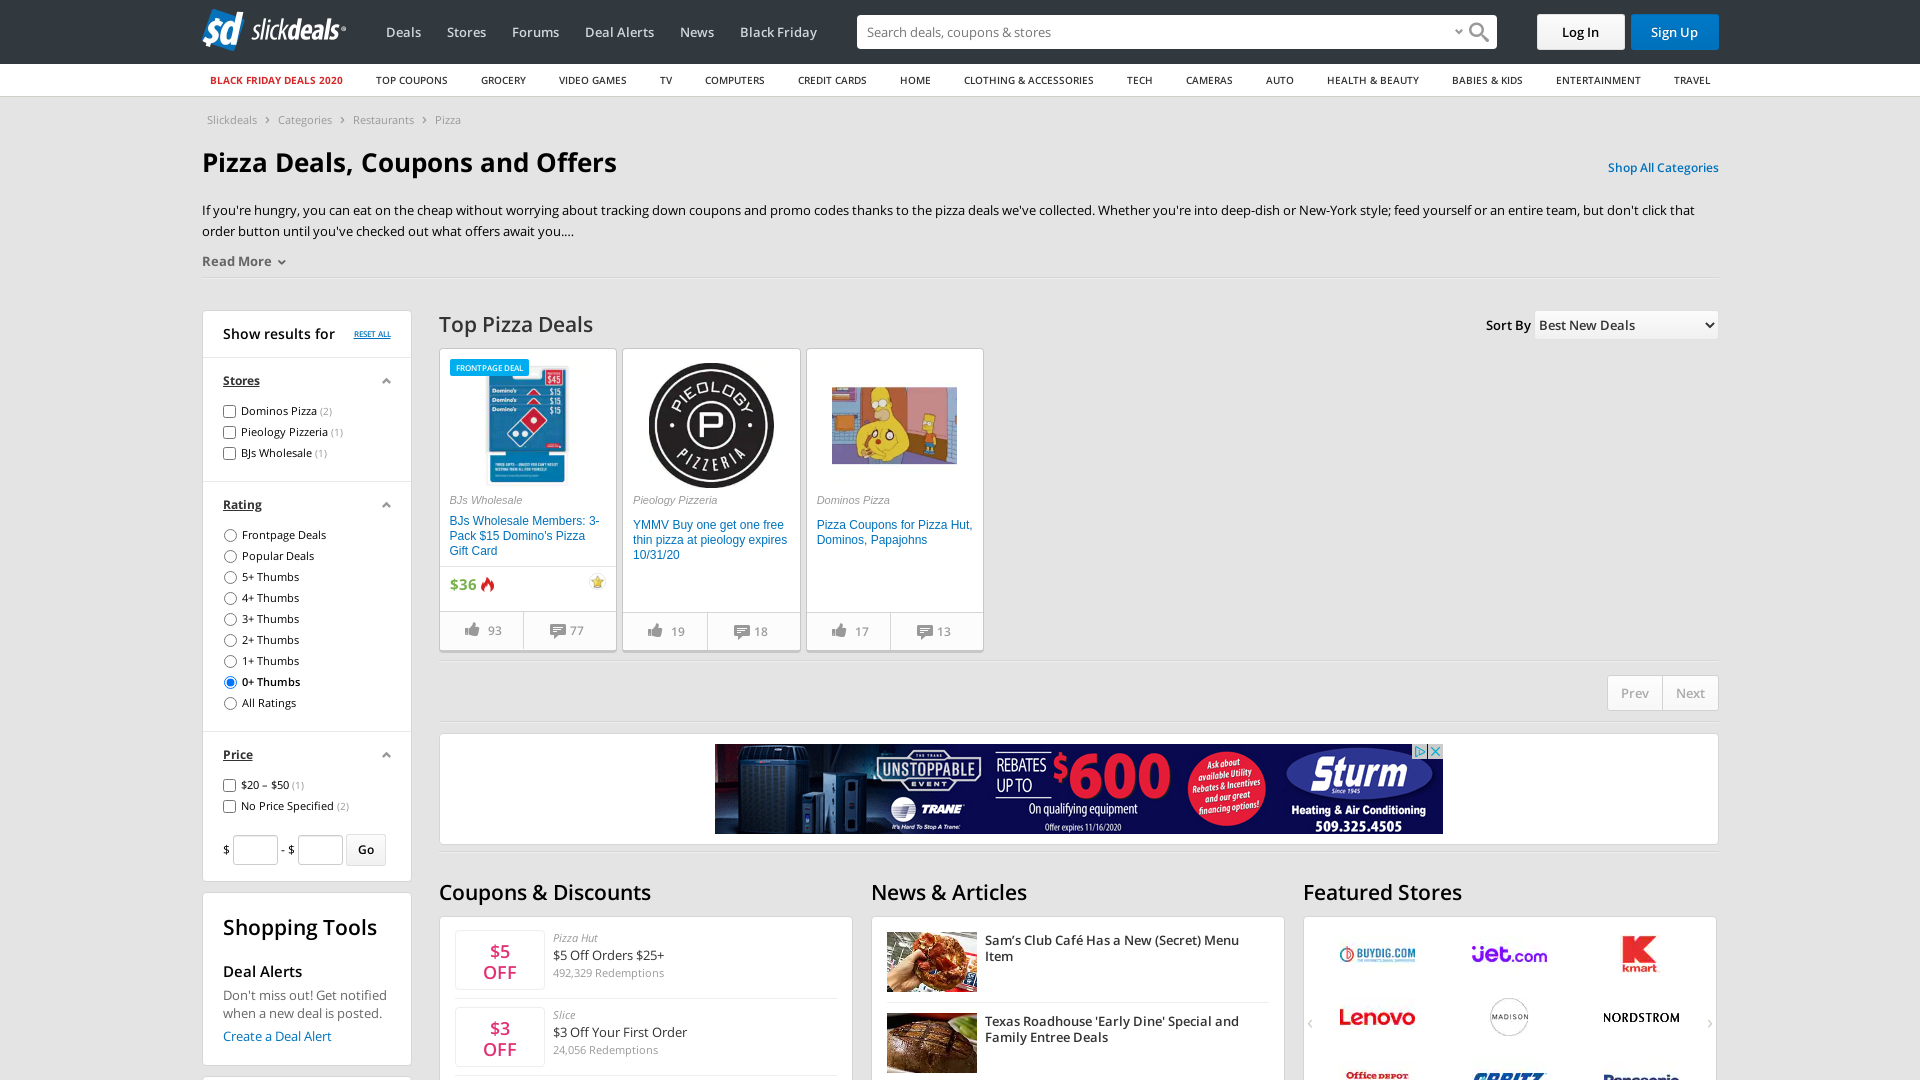 slickdeals
Deals
Stores
Forums
Deal Alerts
News
Black Friday
Search deals, coupons & stores
Log In
Sign Up
BLACK FRIDAY DEALS 2020
TOP COUPONS
GROCERY
VIDEO GAMES
TV
COMPUTERS
CREDIT CARDS
HOME
CLOTHING & ACCESSORIES
TECH
CAMERAS
AUTO
HEALTH & BEAUTY
BABIES & KIDS
ENTERTAINMENT
TRAVEL
Slickdeals > Categories > Restaurants > Pizza
Pizza Deals, Coupons and Offers
Shop All Categories
If you're hungry, you can eat on the cheap without worrying about tracking down coupons and promo codes thanks to the pizza deals we've collected. Whether you're into deep-dish or New-York style; feed yourself or an entire team, but don't click that
order button until you've checked out what offers await you....
Read More
Show results for
RESET ALL
Stores
Dominos Pizza (2)
Pieology Pizzeria (1)
BJs Wholesale (1)
Rating
Frontpage Deals
Popular Deals
5+ Thumbs
4+ Thumbs
3+ Thumbs
2+ Thumbs
1+ Thumbs
0+ Thumbs
All Ratings
Price
$20 – $50 (1)
No Price Specified (2)
$ - $ Go
Shopping Tools
Deal Alerts
Don't miss out! Get notified
when a new deal is posted.
Create a Deal Alert
Top Pizza Deals
Sort By Best New Deals
FRONTPAGE DEAL
$45
Domino's $15
Domino's $15
Domino's $15
BJs Wholesale
BJs Wholesale Members: 3-
Pack $15 Domino's Pizza
Gift Card
$36
93
77
PIEOLOGY
P
PIZZERIA
Pieology Pizzeria
YMMV Buy one get one free
thin pizza at pieology expires
10/31/20
19
18
Dominos Pizza
Pizza Coupons for Pizza Hut,
Dominos, Papajohns
17
13
Prev
Next
THE TRANE
UNSTOPPABLE
EVENT
TRANE
It's Hard To Stop A Trane.
REBATES
UP TO
$600
On qualifying equipment
Offer expires 11/16/2020
Ask about
available Utility
Rebates & Incentives
and our great
financing options!
Sturm
Since 1945
Heating & Air Conditioning
509.325.4505
Coupons & Discounts
$5
OFF
Pizza Hut
$5 Off Orders $25+
492,329 Redemptions
$3
OFF
Slice
$3 Off Your First Order
24,056 Redemptions
News & Articles
Sam's Club Café Has a New (Secret) Menu
Item
Texas Roadhouse 'Early Dine' Special and
Family Entree Deals
Featured Stores
BUYDIG.COM
Jet.com
K
kmart
Lenovo
MADISON
NORDSTROM
Office DEPOT
ORBITZ
Panasonic